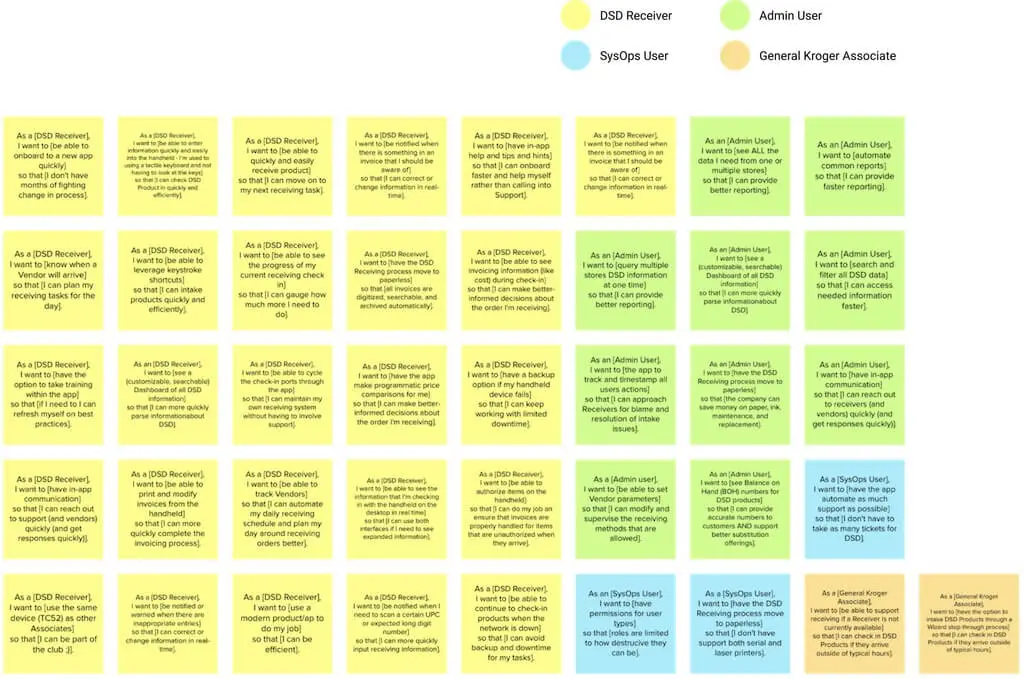 DSD Receiver
Admin User
SysOps User
General Kroger Associate
As a [DSD Receiver],
I want to [be able to
onboard to a new app
quickly]
so that [I don't have
months of fighting
change in process].
As a [DSD Receiver],
I want to [be able to enter
information quickly and easily
into the handheld - I'm used to
using a tactile keyboard and not
having to look at the keys]
so that [I can check DSD
Product in quickly and
efficiently].
As a [DSD Receiver],
I want to [be able to
quickly and easily
receive product]
so that [I can move on to
my next receiving task].
As a [DSD Receiver],
I want to [be notified when
there is something in an
invoice that I should be
aware of]
so that [I can correct or
change information in real-
time].
As a [DSD Receiver],
I want to [have in-app
help and tips and hints]
so that [I can onboard
faster and help myself
rather than calling into
Support].
As a [DSD Receiver],
I want to [be notified when
there is something in an
invoice that I should be
aware of]
so that [I can correct or
change information in real-
time].
As an [Admin User],
I want to [see ALL the
data I need from one or
multiple stores]
so that [I can provide
better reporting].
As an [Admin User],
I want to [automate
common reports]
so that [I can provide
faster reporting].
As a [DSD Receiver],
I want to [know when a
Vendor will arrive]
so that [I can plan my
receiving tasks for the
day].
As a [DSD Receiver],
I want to [be able to
leverage keystroke
shortcuts]
so that [I can intake
products quickly and
efficiently].
As a [DSD Receiver],
I want to [be able to see
the progress of my
current receiving check
in]
so that [I can gauge how
much more I need to
do].
As a [DSD Receiver],
I want to [have the DSD
Receiving process move to
paperless]
so that [all invoices are
digitized, searchable, and
archived automatically].
As a [DSD Receiver],
I want to [be able to see
invoicing information (like
cost) during check-in]
so that [I can make better-
informed decisions about
the order I'm receiving].
As an [Admin User],
I want to [query multiple
stores DSD information
at one time]
so that [I can provide
better reporting].
As an [Admin User],
I want to [see a
(customizable, searchable)
Dashboard of all DSD
information]
so that [I can more quickly
parse informationabout
DSD].
As an [Admin User],
I want to [search and
filter all DSD data]
so that [I can access
needed information
faster].
As a [DSD Receiver],
I want to [have the
option to take training
within the app]
so that [if I need to I can
refresh myself on best
practices].
As an [DSD Receiver],
I want to [see a
(customizable, searchable)
Dashboard of all DSD
information]
so that [I can more quickly
parse informationabout
DSD].
As a [DSD Receiver],
I want to [be able to cycle
the check-in ports through
the app]
so that [I can maintain my
own receiving system
without having to involve
support].
As a [DSD Receiver],
I want to [have the app
make programmatic price
comparisons for me]
so that [I can make better-
informed decisions about
the order I'm receiving].
As a [DSD Receiver],
I want to [have a backup
option if my handheld
device fails]
so that [I can keep
working with limited
downtime].
As an [Admin User],
I want to [the app to
track and timestamp all
users actions]
so that [I can approach
Receivers for blame and
resolution of intake
issues].
As an [Admin User],
I want to [have the DSD
Receiving process move to
paperless]
so that [the company can
save money on paper, ink,
maintenance, and
replacement].
As an [Admin User],
I want to [have in-app
communication]
so that [I can reach out
to receivers (and
vendors) quickly (and
get responses quickly)].
As a [DSD Receiver],
I want to [have in-app
communication]
so that [I can reach out
to support (and vendors)
quickly (and get
responses quickly)].
As a [DSD Receiver],
I want to [be able to
print and modify
invoices from the
handheld]
so that [I can more
quickly complete the
invoicing process].
As a [DSD Receiver],
I want to [be able to
track Vendors]
so that [I can automate
my daily receiving
schedule and plan my
day around receiving
orders better].
As a [DSD Receiver],
I want to [be able to see the
information that I'm checking
in with the handheld on the
desktop in real time]
so that [I can use both
interfaces if I need to see
expanded information].
As a [DSD Receiver],
I want to [be able to
authorize items on the
handheld]
so that [I can do my job an
ensure that invoices are
properly handled for items
that are unauthorized when
they arrive].
As a [Admin user],
I want to [be able to set
Vendor parameters]
so that [I can modify and
supervise the receiving
methods that are
allowed].
As an [Admin User],
I want to [see Balance on
Hand (BOH) numbers for
DSD products]
so that [I can provide
accurate numbers to
customers AND support
better substitution
offerings].
As a [SysOps User],
I want to [have the app
automate as much
support as possible]
so that [I don't have to
take as many tickets for
DSD].
As a [DSD Receiver],
I want to [use the same
device (TC52) as other
Associates]
so that [I can be part of
the club ;)].
As a [DSD Receiver],
I want to [be notified or
warned when there are
inappropriate entries]
so that [I can correct or
change information in real-
time].
As a [DSD Receiver],
I want to [use a
modern product/ap to
do my job]
so that [I can be
efficient].
As a [DSD Receiver],
I want to [be notified when I
need to scan a certain UPC
or expected long digit
number]
so that [I can more quickly
input receiving information].
As a [DSD Receiver],
I want to [be able to
continue to check-in
products when the
network is down]
so that [I can avoid
backup and downtime
for my tasks].
As an [SysOps User],
I want to [have
permissions for user
types]
so that [roles are limited
to how destrucive they
can be].
As a [SysOps User],
I want to [have the DSD
Receiving process move
to paperless]
so that [I don't have
support both serial and
laser printers].
As a [General Kroger
Associate],
I want to [be able to support
receiving if a Receiver is not
currently available]
so that [I can check in DSD
Products if they arrive
outside of typical hours].
As a [General Kroger
Associate],
I want to [have the option to
intake DSD Products through a
Wizard step-through process]
so that [I can check in DSD
Products if they arrive outside
of typical hours].